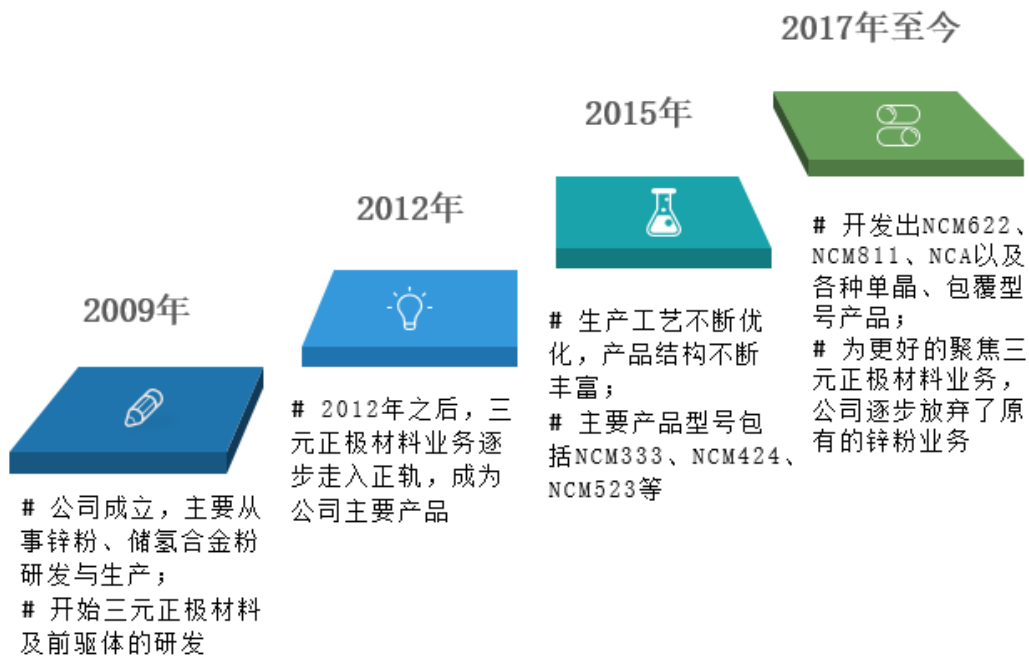 2009年
# 公司成立，主要从
事锌粉、储氢合金粉
研发与生产；
# 开始三元正极材料
及前驱体的研发
2012年
# 2012年之后，三
元正极材料业务逐
步走入正轨，成为
公司主要产品
2015年
# 生产工艺不断优
化，产品结构不断
丰富；
# 主要产品型号包
括NCM333、NCM424、
NCM523等
2017年至今
# 开发出NCM622、
NCM811、NCA以及
各种单晶、包覆型
号产品；
# 为更好的聚焦三
元正极材料业务，
公司逐步放弃了原
有的锌粉业务